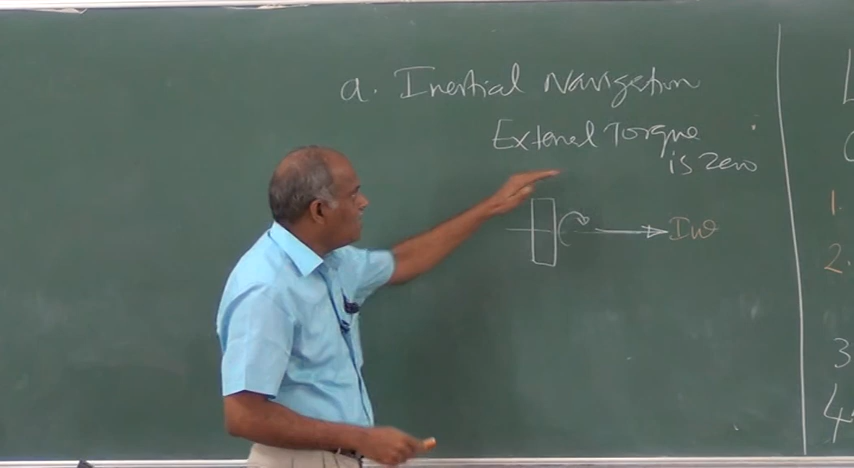 a. Inertial Navigation
External Torque
is zero
Iω
1.
2.
3
4